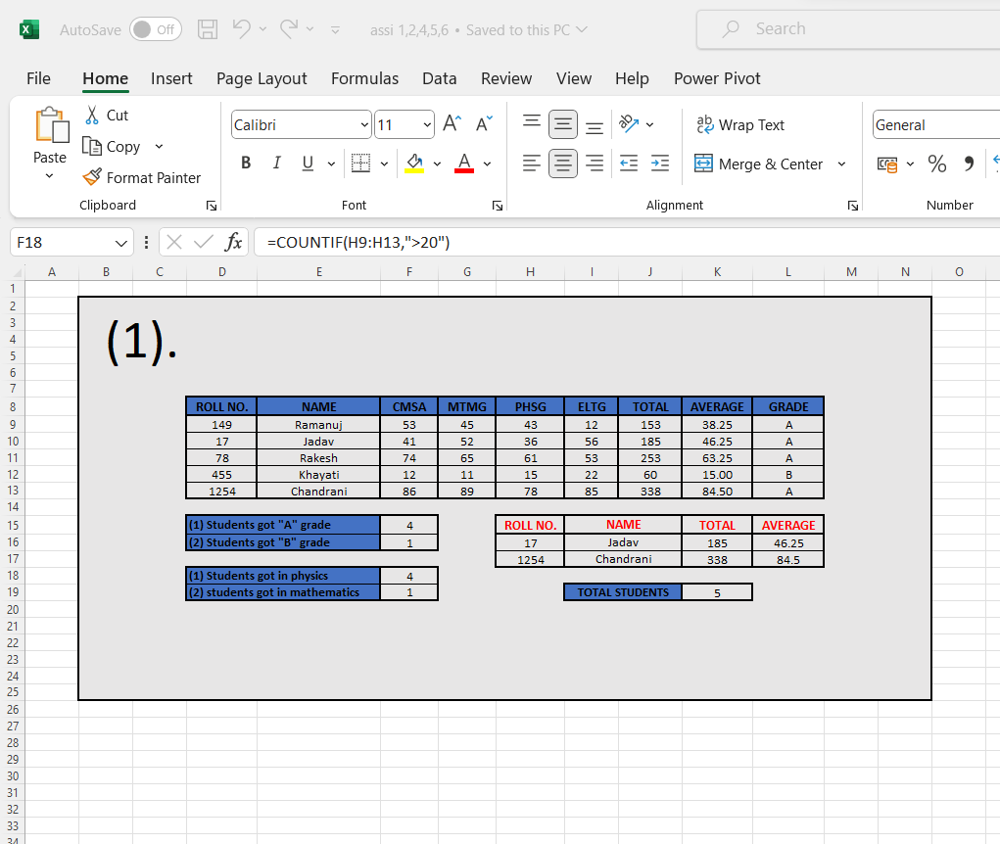 AutoSave Off assi 1,2,4,5,6 • Saved to this PC Search
File Home Insert Page Layout Formulas Data Review View Help Power Pivot
Paste Cut Copy Format Painter
Clipboard
Calibri 11
B I U A
Font
ab Wrap Text
Merge & Center
Alignment
General
%
Number
F18 fx =COUNTIF(H9:H13,">20")
A B C D E F G H I J K L M N O
1
2
3
4
5
6
7
8
9
10
11
12
13
14
15
16
17
18
19
20
21
22
23
24
25
26
27
28
29
30
31
32
33
34
(1).
ROLL NO. NAME CMSA MTMG PHSG ELTG TOTAL AVERAGE GRADE
149 Ramanuj 53 45 43 12 153 38.25 A
17 Jadav 41 52 36 56 185 46.25 A
78 Rakesh 74 65 61 53 253 63.25 A
455 Khayati 12 11 15 22 60 15.00 B
1254 Chandrani 86 89 78 85 338 84.50 A
(1) Students got "A" grade 4
(2) Students got "B" grade 1
ROLL NO. NAME TOTAL AVERAGE
17 Jadav 185 46.25
1254 Chandrani 338 84.5
(1) Students got in physics 4
(2) students got in mathematics 1
TOTAL STUDENTS 5